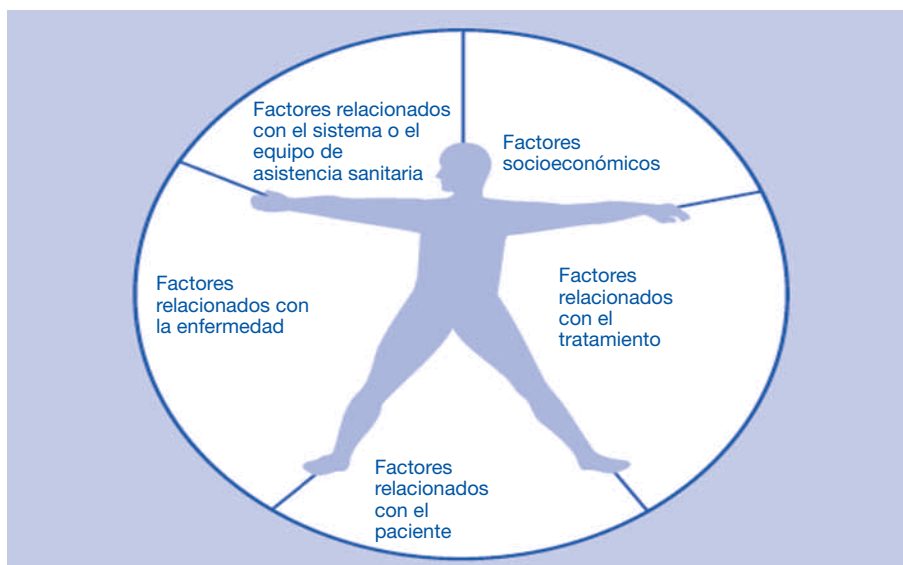 Factores relacionados
con el sistema o el
equipo de
asistencia sanitaria
Factores
socioeconómicos
Factores
relacionados con
la enfermedad
Factores
relacionados
con el
tratamiento
Factores
relacionados
con el
paciente